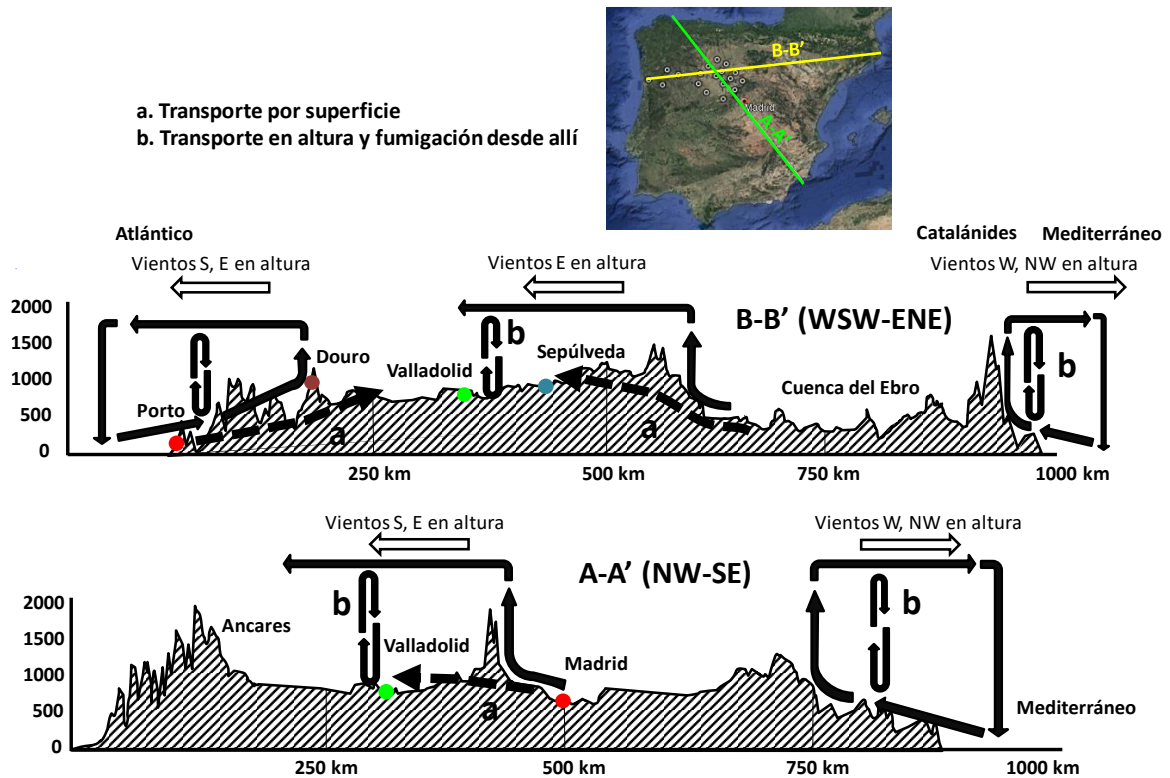 B-B’
Madrid
A-A’
a. Transporte por superficie
b. Transporte en altura y fumigación desde allí
Atlántico
Catalánides
Mediterráneo
Vientos S, E en altura
Vientos E en altura
Vientos W, NW en altura
B-B’ (WSW-ENE)
2000
1500
1000
500
0
b
Douro
Valladolid
Sepúlveda
Cuenca del Ebro
b
Porto
a
a
250 km
500 km
750 km
1000 km
Vientos S, E en altura
Vientos W, NW en altura
A-A’ (NW-SE)
2000
1500
1000
500
0
b
b
Ancares
Valladolid
Madrid
a
Mediterráneo
250 km
500 km
750 km
1000 km